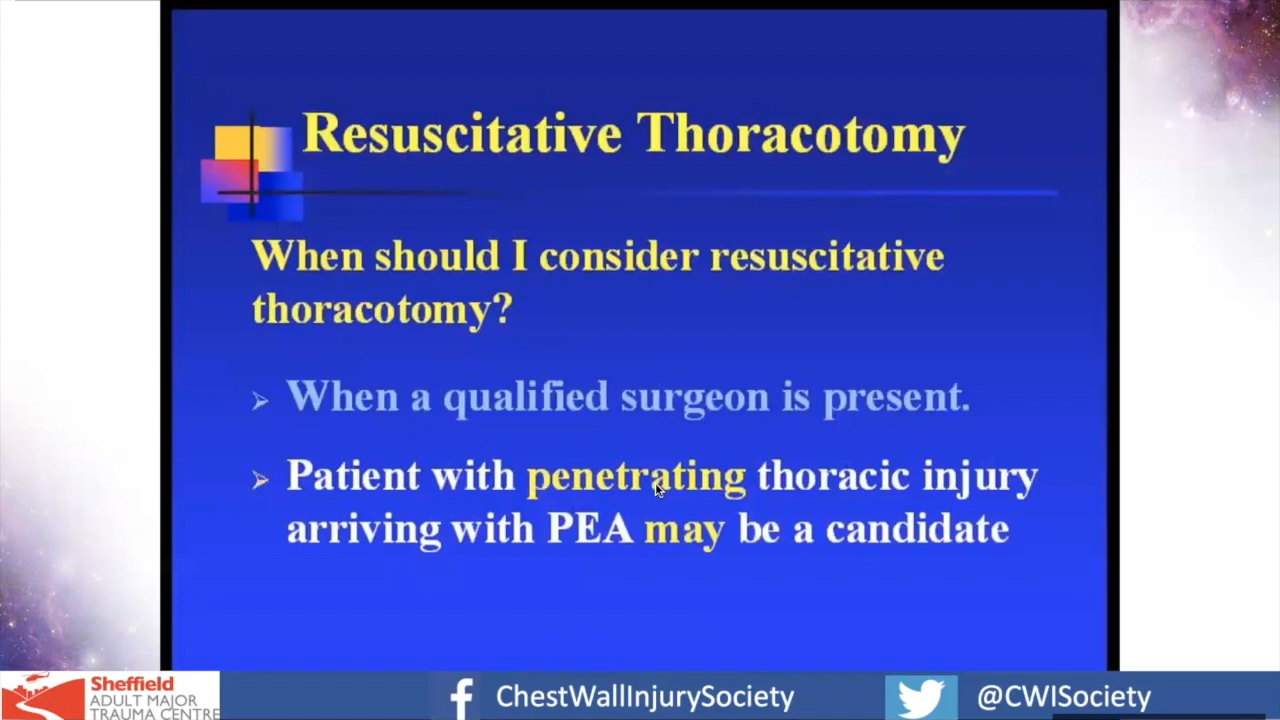 Resuscitative Thoracotomy
When should I consider resuscitative
thoracotomy?
When a qualified surgeon is present.
Patient with penetrating thoracic injury
arriving with PEA may be a candidate
Sheffield
ADULT MAJOR
TRAUMA CENTRE
ChestWallInjurySociety
@CWISociety